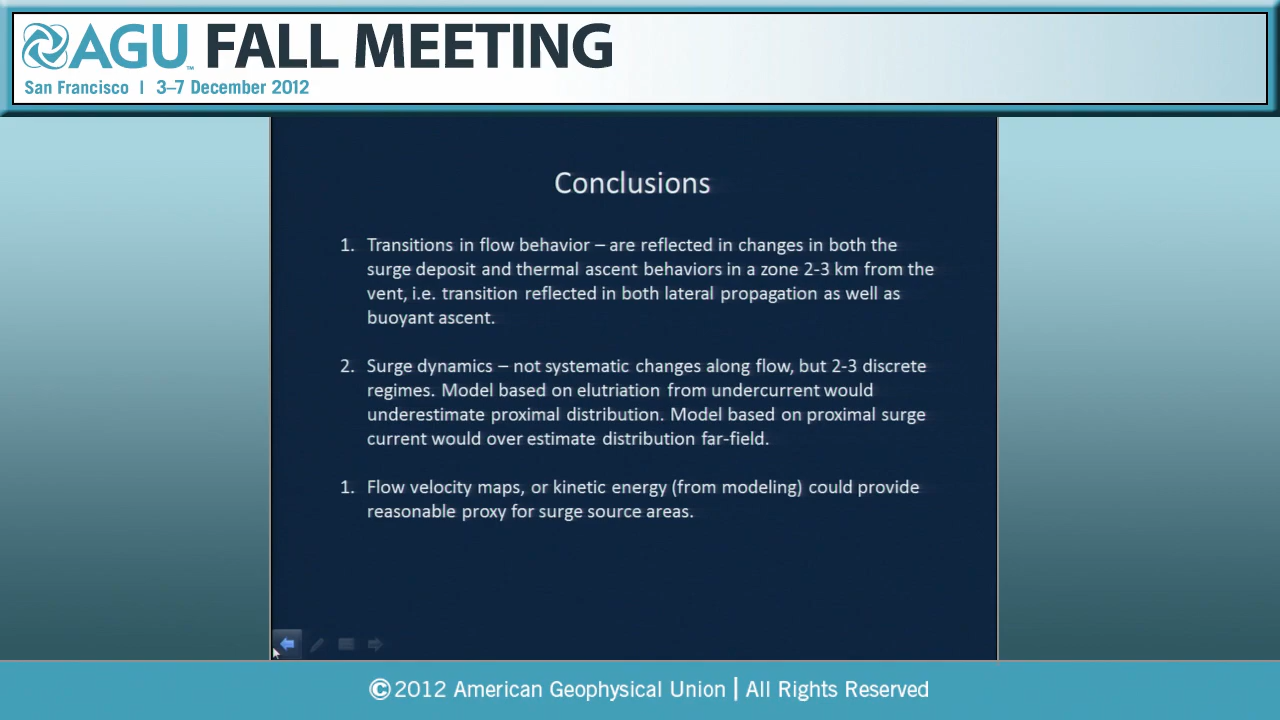 AGU™ FALL MEETING
San Francisco | 3–7 December 2012
Conclusions
1. Transitions in flow behavior – are reflected in changes in both the
surge deposit and thermal ascent behaviors in a zone 2-3 km from the
vent, i.e. transition reflected in both lateral propagation as well as
buoyant ascent.
2. Surge dynamics – not systematic changes along flow, but 2-3 discrete
regimes. Model based on elutriation from undercurrent would
underestimate proximal distribution. Model based on proximal surge
current would over estimate distribution far-field.
1. Flow velocity maps, or kinetic energy (from modeling) could provide
reasonable proxy for surge source areas.
©2012 American Geophysical Union | All Rights Reserved